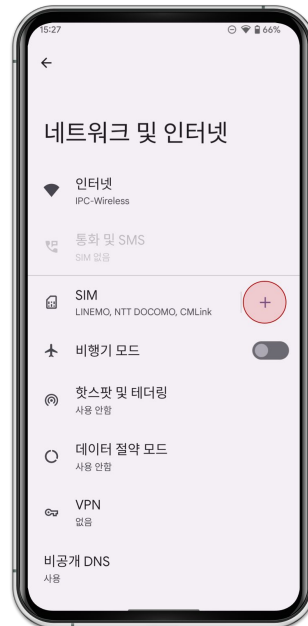 15:27
66%
네트워크 및 인터넷
인터넷
IPC-Wireless
통화 및 SMS
SIM 없음
SIM
LINEMO, NTT DOCOMO, CMLink
비행기 모드
핫스팟 및 테더링
사용 안함
데이터 절약 모드
사용 안함
VPN
없음
비공개 DNS
사용